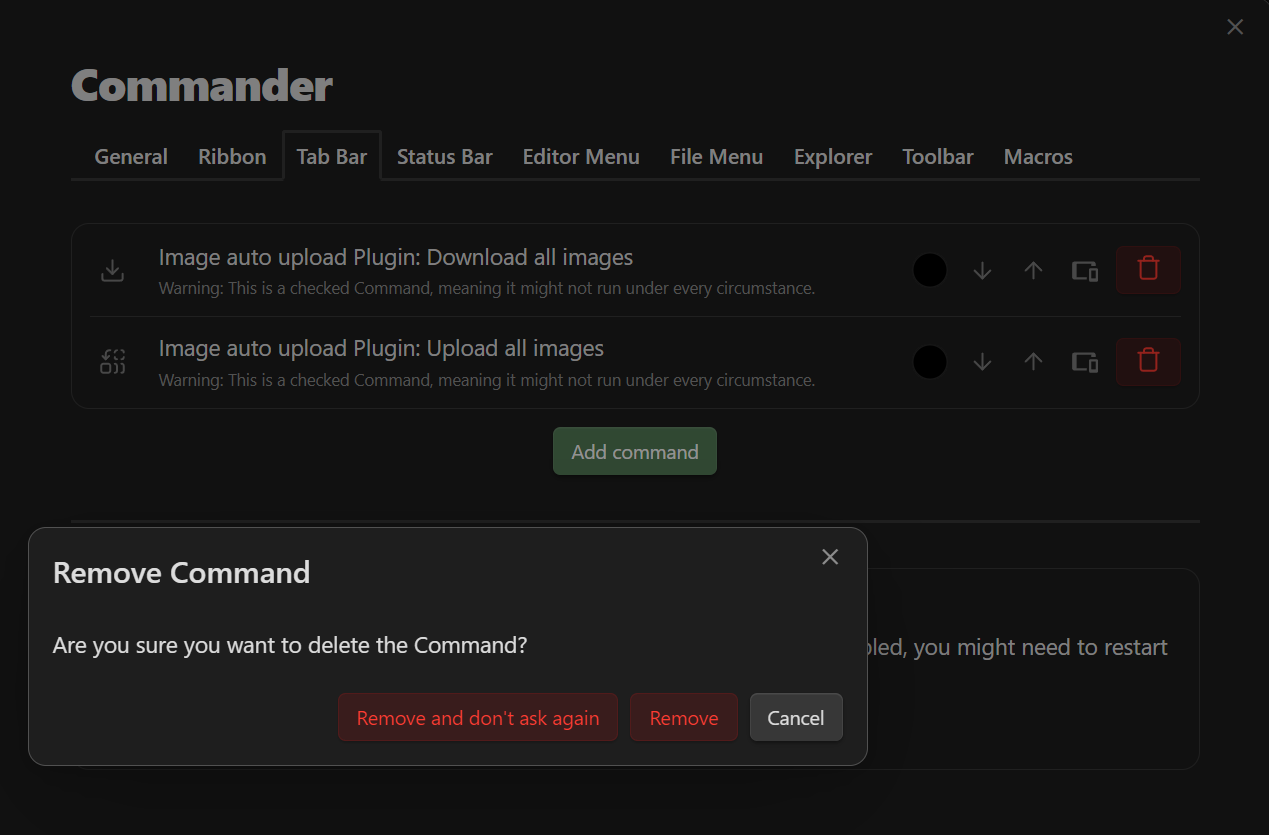 Commander
General Ribbon Tab Bar Status Bar Editor Menu File Menu Explorer Toolbar Macros
Image auto upload Plugin: Download all images
Warning: This is a checked Command, meaning it might not run under every circumstance.
Image auto upload Plugin: Upload all images
Warning: This is a checked Command, meaning it might not run under every circumstance.
Add command
Remove Command
Are you sure you want to delete the Command?
you might need to restart
Remove and don't ask again Remove Cancel